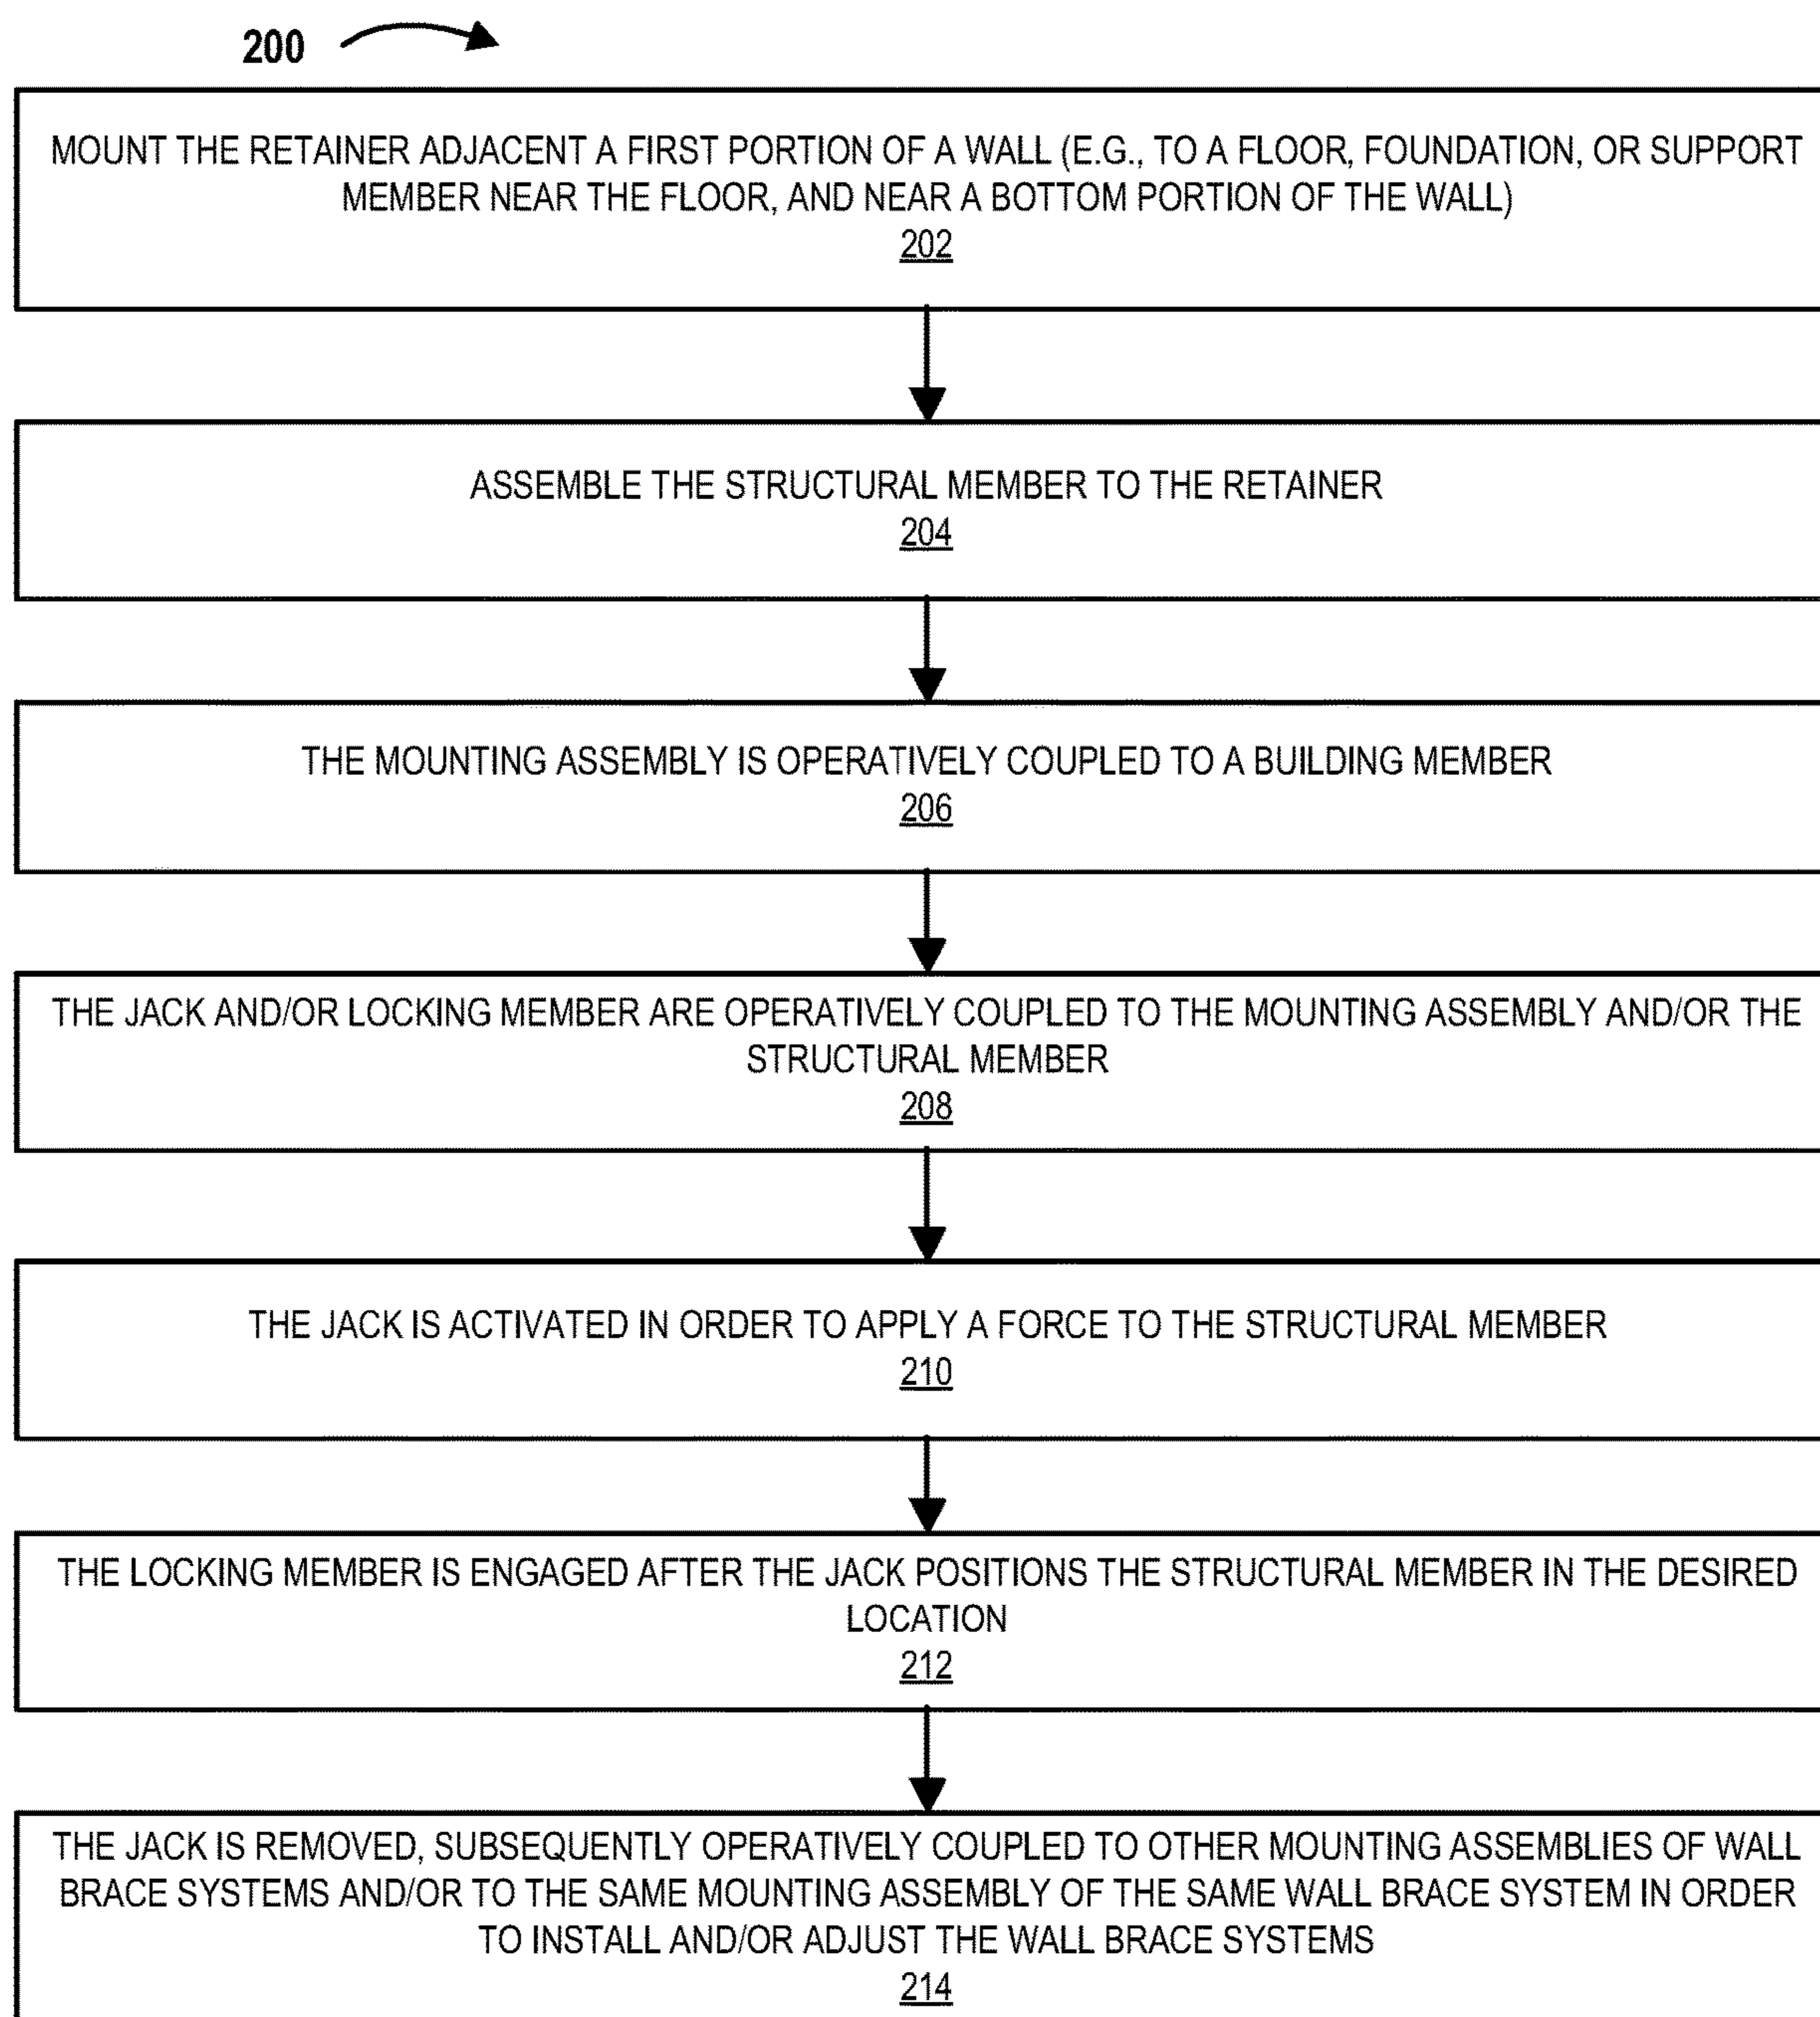 200
MOUNT THE RETAINER ADJACENT A FIRST PORTION OF A WALL (E.G., TO A FLOOR, FOUNDATION, OR SUPPORT
MEMBER NEAR THE FLOOR, AND NEAR A BOTTOM PORTION OF THE WALL)
202
ASSEMBLE THE STRUCTURAL MEMBER TO THE RETAINER
204
THE MOUNTING ASSEMBLY IS OPERATIVELY COUPLED TO A BUILDING MEMBER
206
THE JACK AND/OR LOCKING MEMBER ARE OPERATIVELY COUPLED TO THE MOUNTING ASSEMBLY AND/OR THE
STRUCTURAL MEMBER
208
THE JACK IS ACTIVATED IN ORDER TO APPLY A FORCE TO THE STRUCTURAL MEMBER
210
THE LOCKING MEMBER IS ENGAGED AFTER THE JACK POSITIONS THE STRUCTURAL MEMBER IN THE DESIRED
LOCATION
212
THE JACK IS REMOVED, SUBSEQUENTLY OPERATIVELY COUPLED TO OTHER MOUNTING ASSEMBLIES OF WALL
BRACE SYSTEMS AND/OR TO THE SAME MOUNTING ASSEMBLY OF THE SAME WALL BRACE SYSTEM IN ORDER
TO INSTALL AND/OR ADJUST THE WALL BRACE SYSTEMS
214